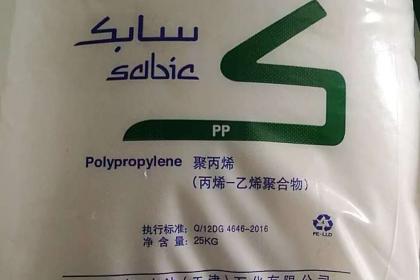 سابك
sabic
PP
Polypropylene 聚丙烯
(丙烯-乙烯聚合物)
执行标准: Q/12DG 4646-2016
净 含 量: 25KG
PE-LLD